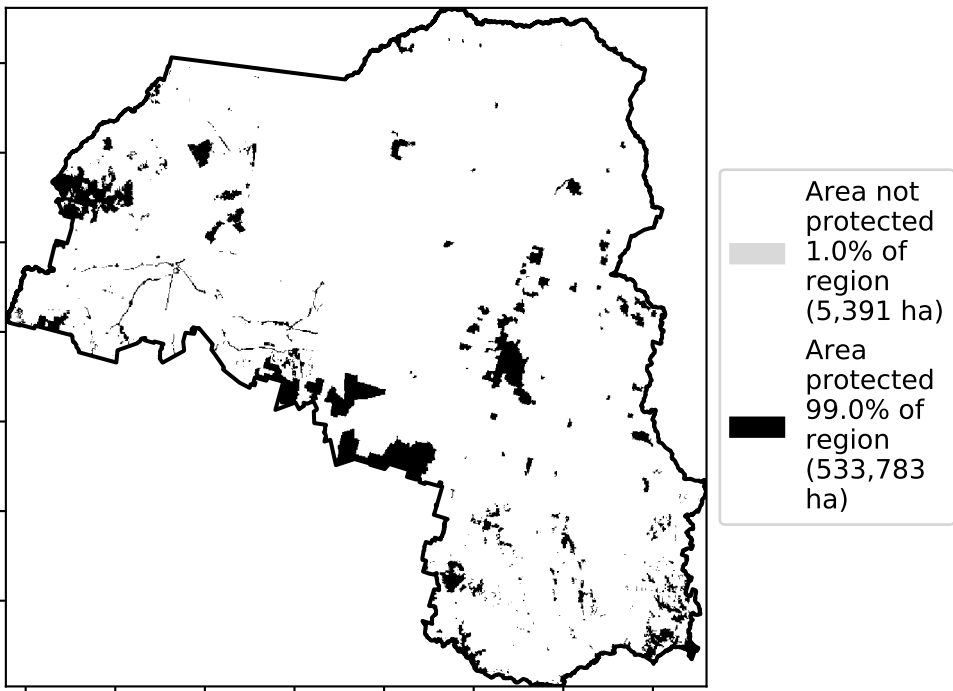 Area not
protected
1.0% of
region
(5,391 ha)
Area
protected
99.0% of
region
(533,783
ha)